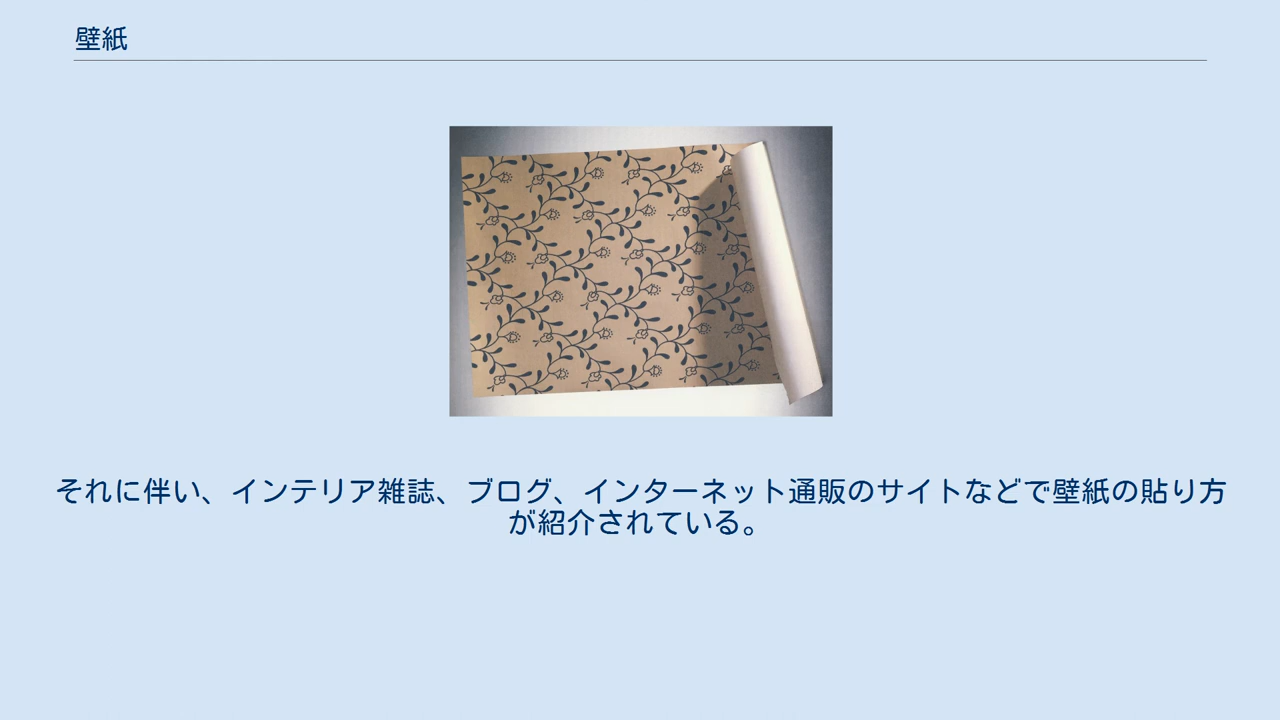 壁紙
それに伴い、インテリア雑誌、ブログ、インターネット通販のサイトなどで壁紙の貼り方
が紹介されている。